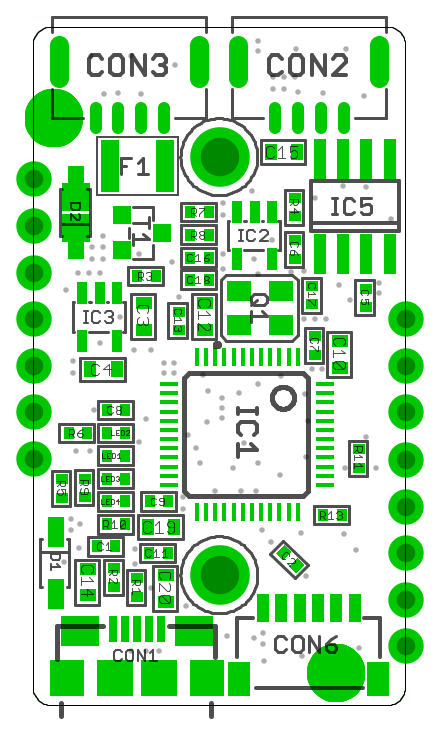 CON3 CON2
C15
F1
D2
R7
R4
IC5
T1
R8
IC2
C16
C6
R3
C18
C3
C13
C12
Q1
C17
C5
IC3
C7
C10
C4
C8
IC1
R6
LED2
LED1
R11
R5
R9
LED3
LED4
C9
R13
R10
C19
C1
C11
C2
D1
C14
R2
R1
C20
CON1
CON6